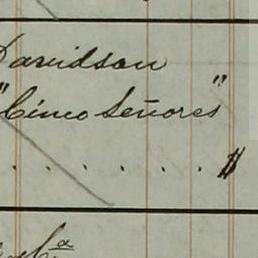 Davidson
"Cinco Señores"
. . . . . . $